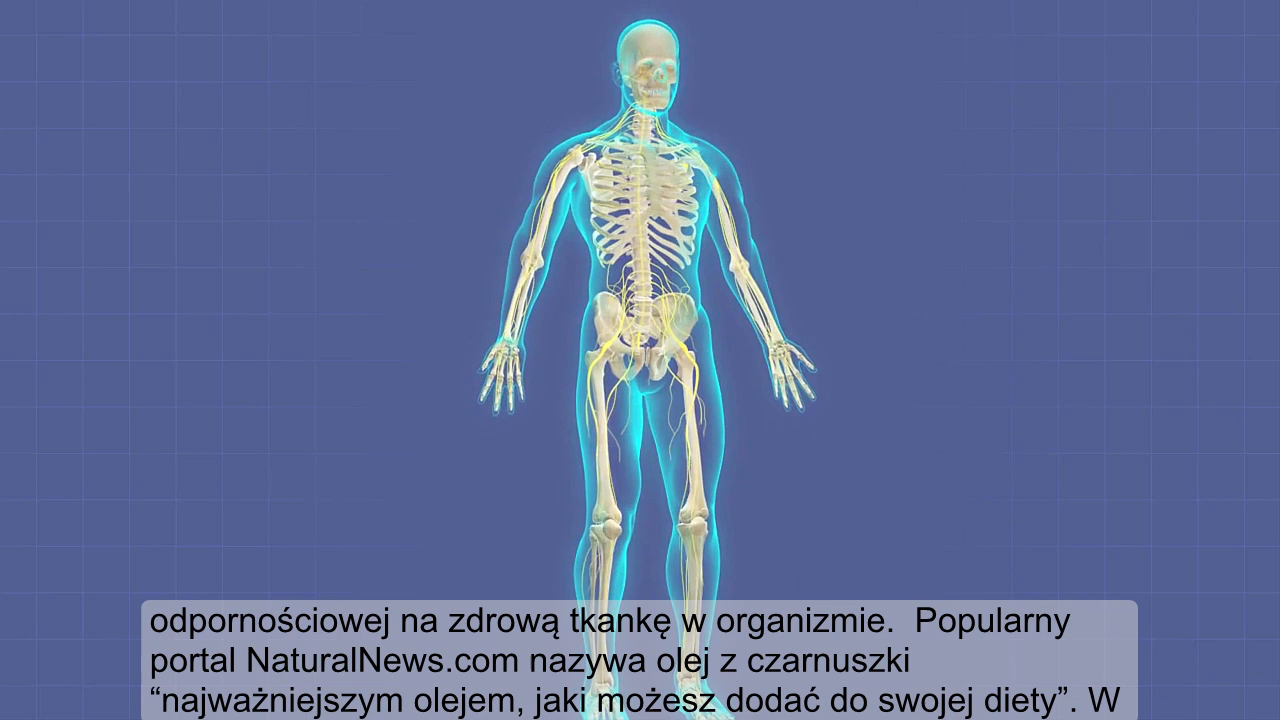 odpornościowej na zdrową tkankę w organizmie.  Popularny
portal NaturalNews.com nazywa olej z czarnuszki
“najważniejszym olejem, jaki możesz dodać do swojej diety”. W